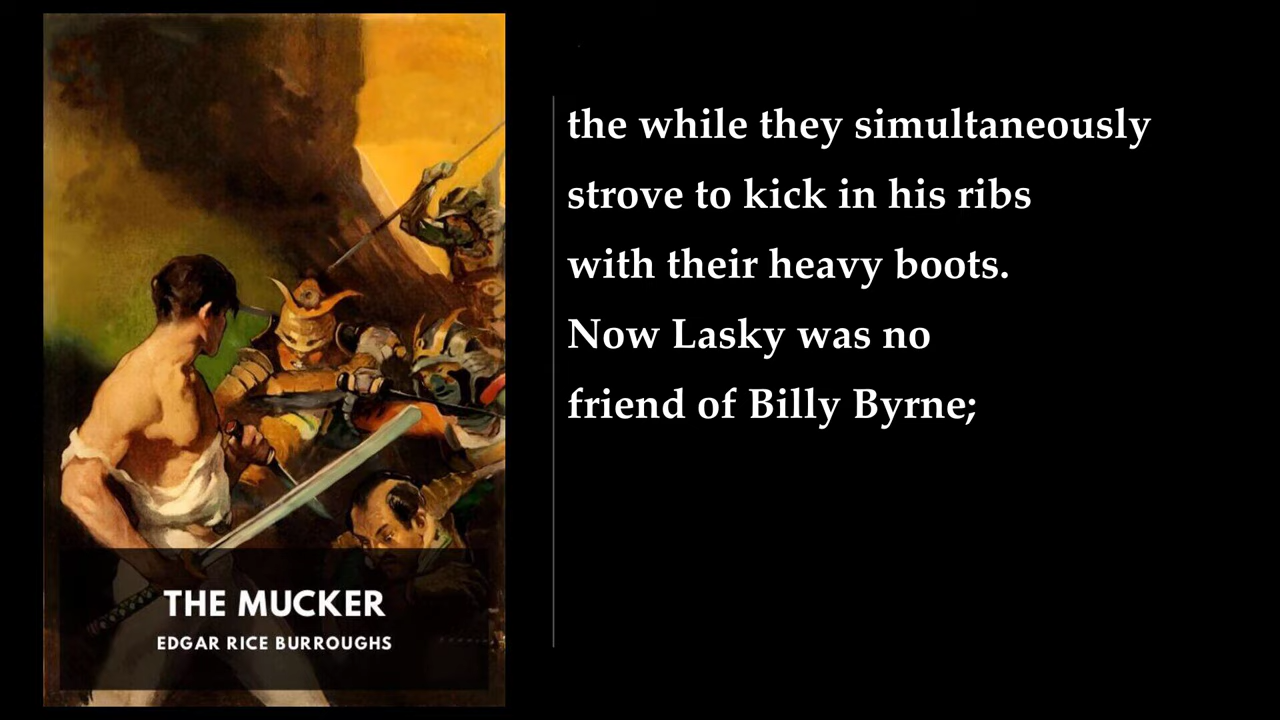 THE MUCKER
EDGAR RICE BURROUGHS
the while they simultaneously
strove to kick in his ribs
with their heavy boots.
Now Lasky was no
friend of Billy Byrne;